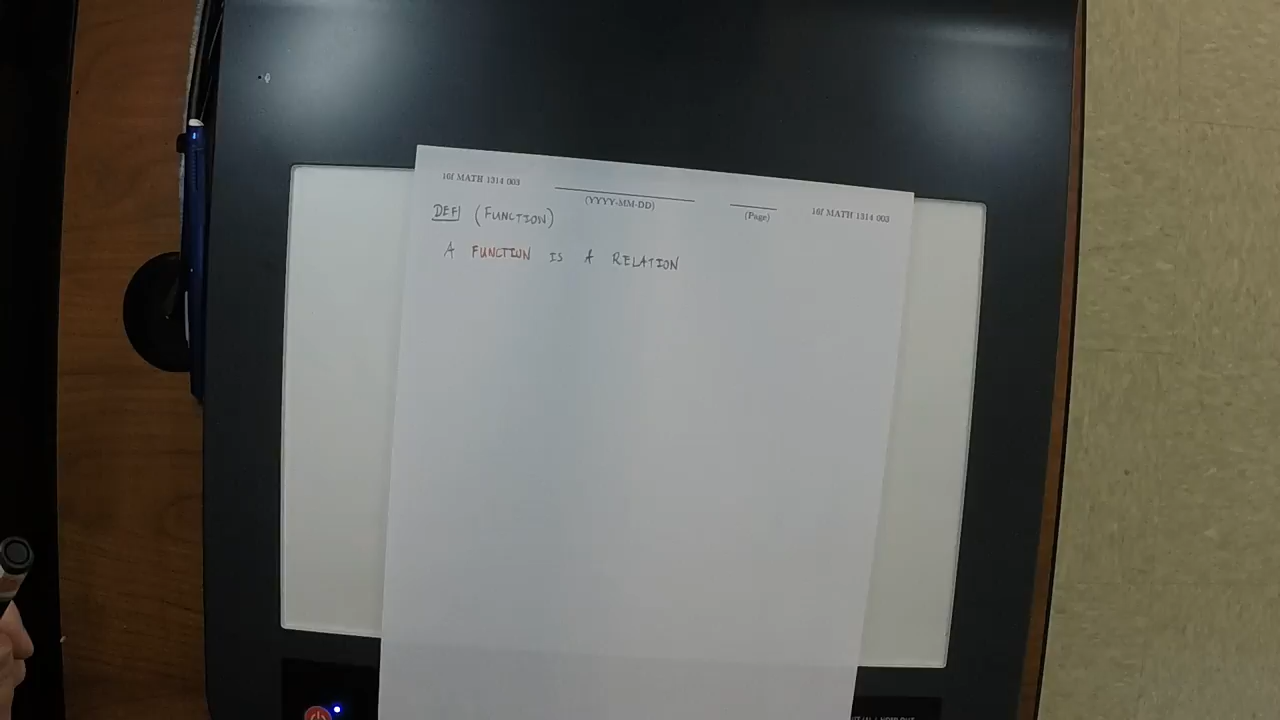 16f MATH 1314 003
(YYYY-MM-DD)
(Page)
16f MATH 1314 003
DEF (FUNCTION)
A FUNCTION IS A RELATION